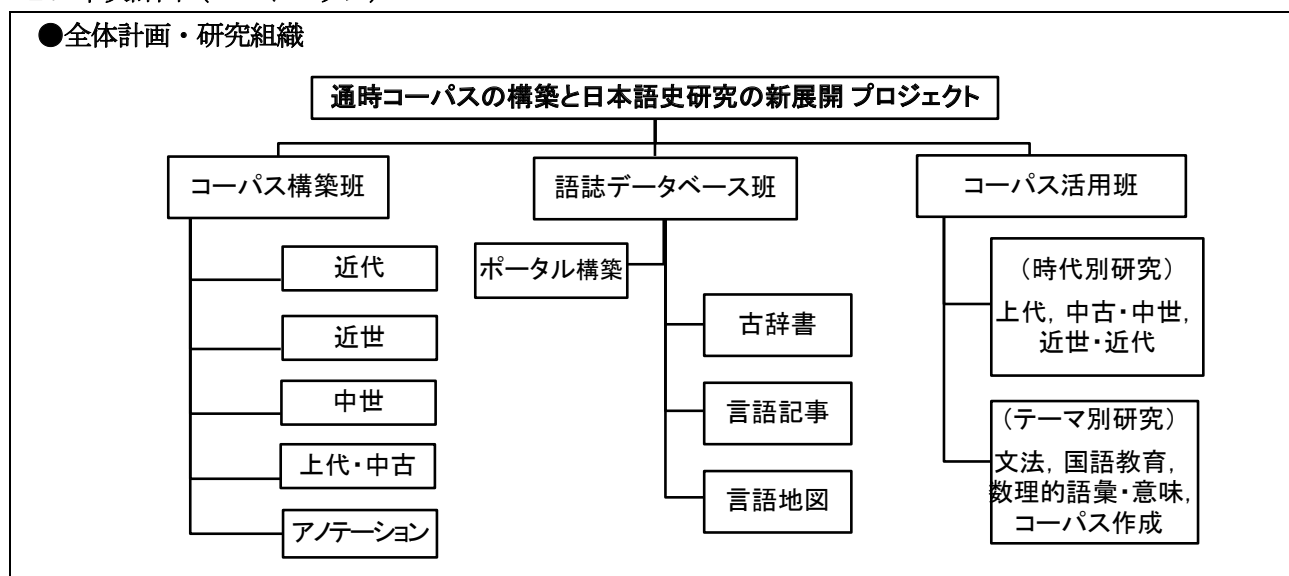 ●全体計画・研究組織
通時コーパスの構築と日本語史研究の新展開 プロジェクト
コーパス構築班
近代
近世
中世
上代・中古
アノテーション
語誌データベース班
ポータル構築
古辞書
言語記事
言語地図
コーパス活用班
（時代別研究）
上代，中古・中世，
近世・近代
（テーマ別研究）
文法，国語教育，
数理的語彙・意味，
コーパス作成